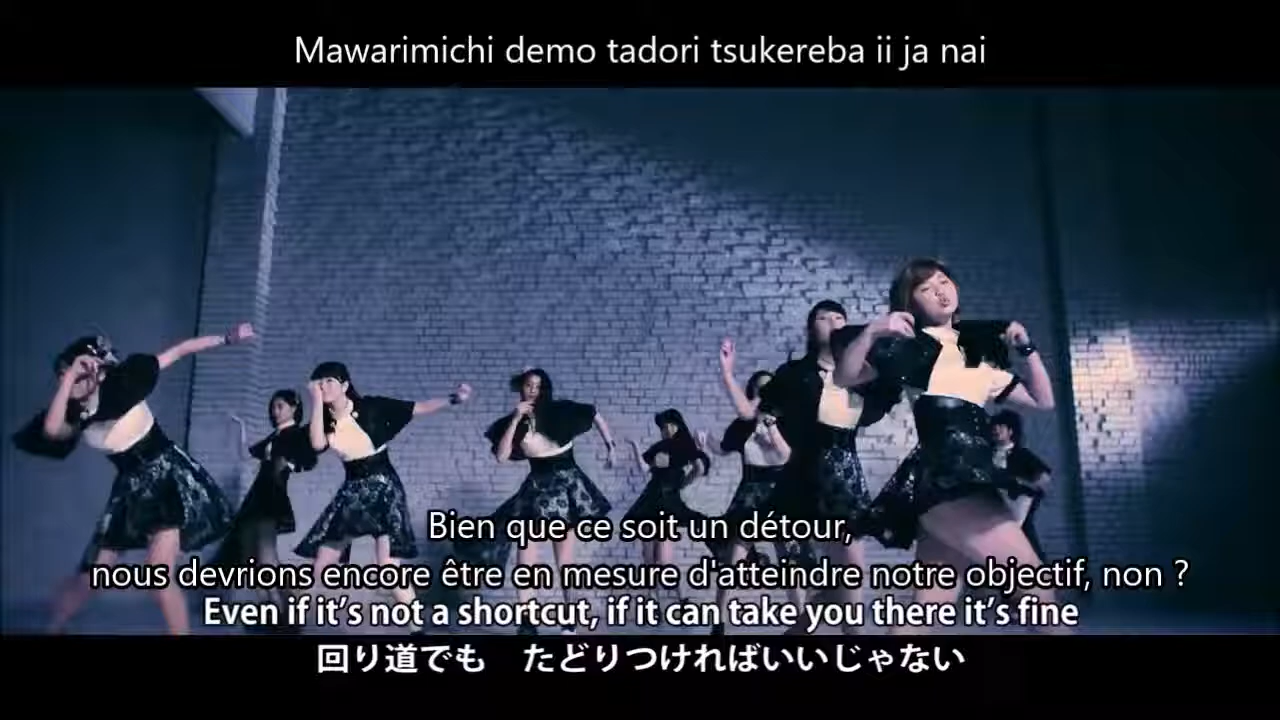 Mawarimichi demo tadori tsukereba ii ja nai
Bien que ce soit un détour,
nous devrions encore être en mesure d'atteindre notre objectif, non ?
Even if it's not a shortcut, if it can take you there it's fine
回り道でも　たどりつければいいじゃない